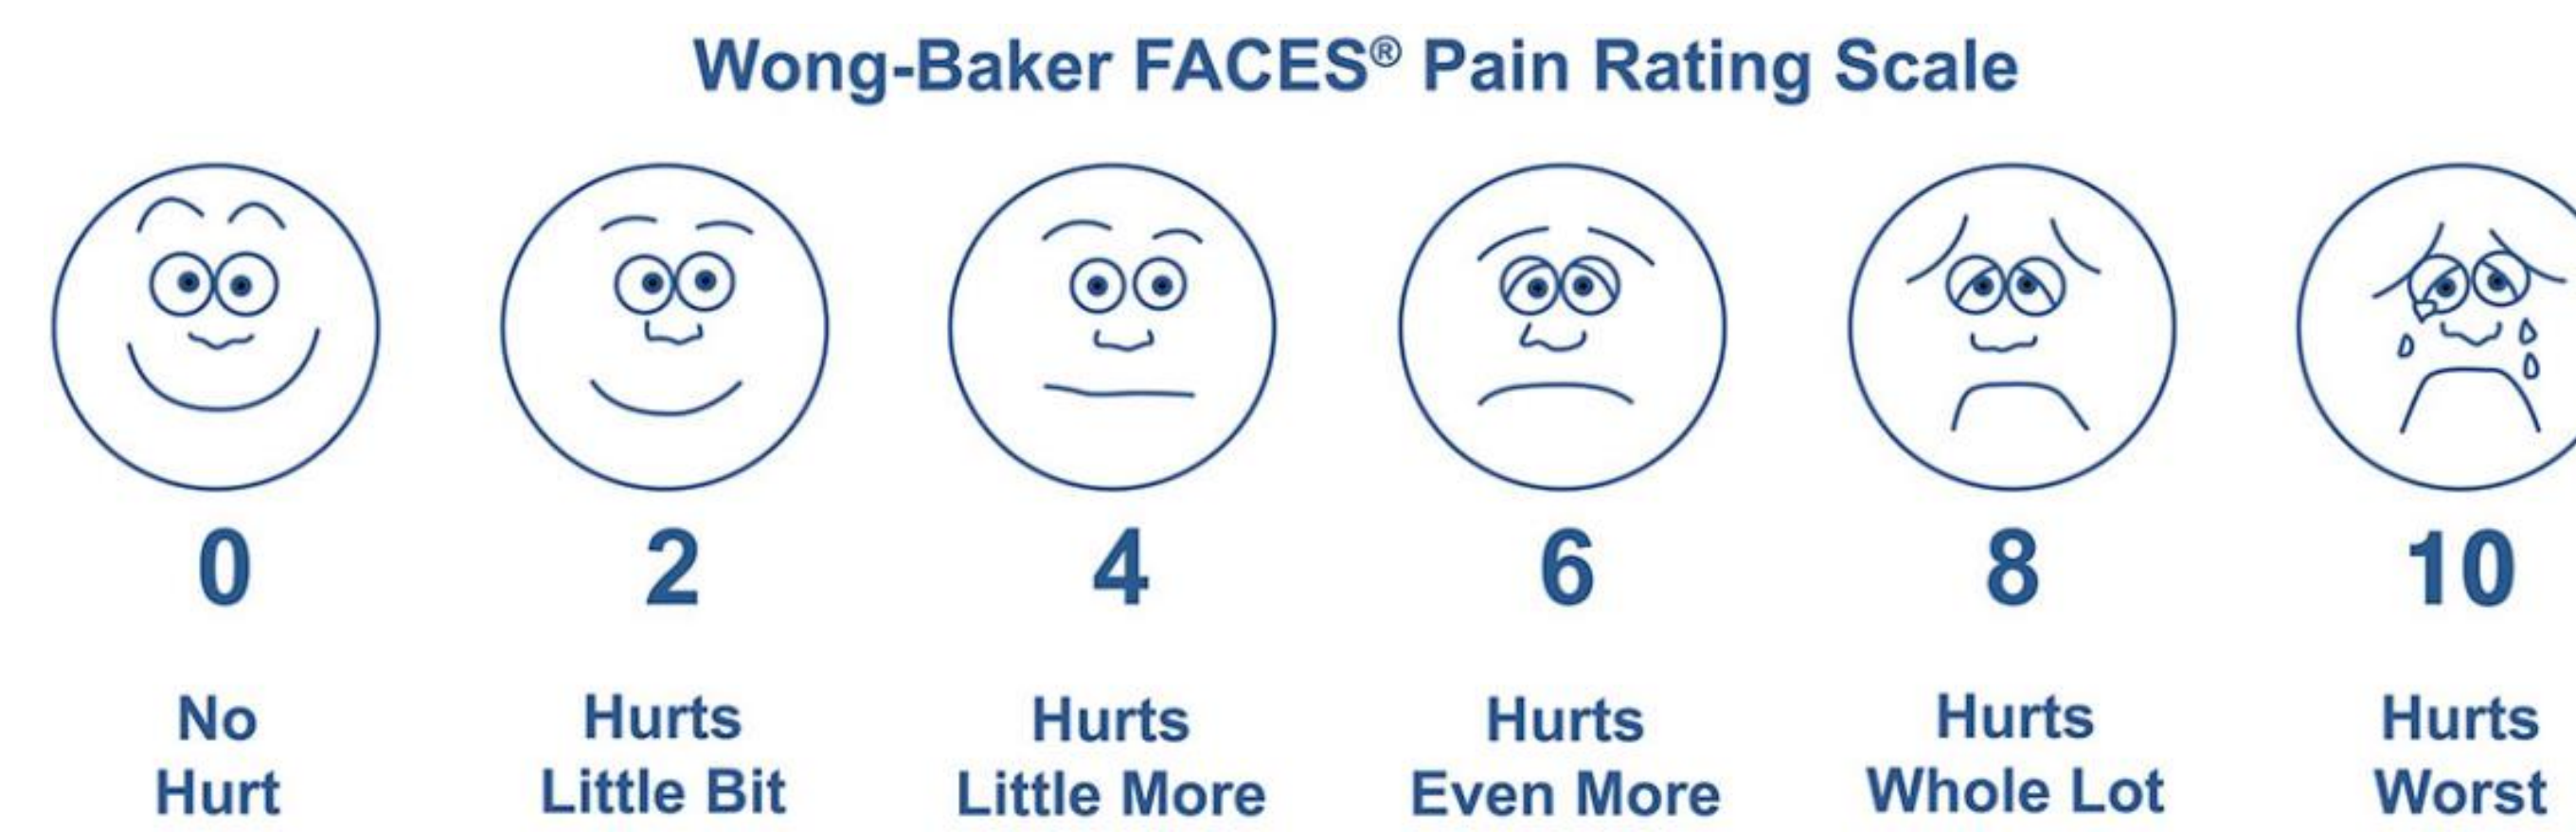 Wong-Baker FACES® Pain Rating Scale
0
2
4
6
8
10
No
Hurt
Hurts
Little Bit
Hurts
Little More
Hurts
Even More
Hurts
Whole Lot
Hurts
Worst